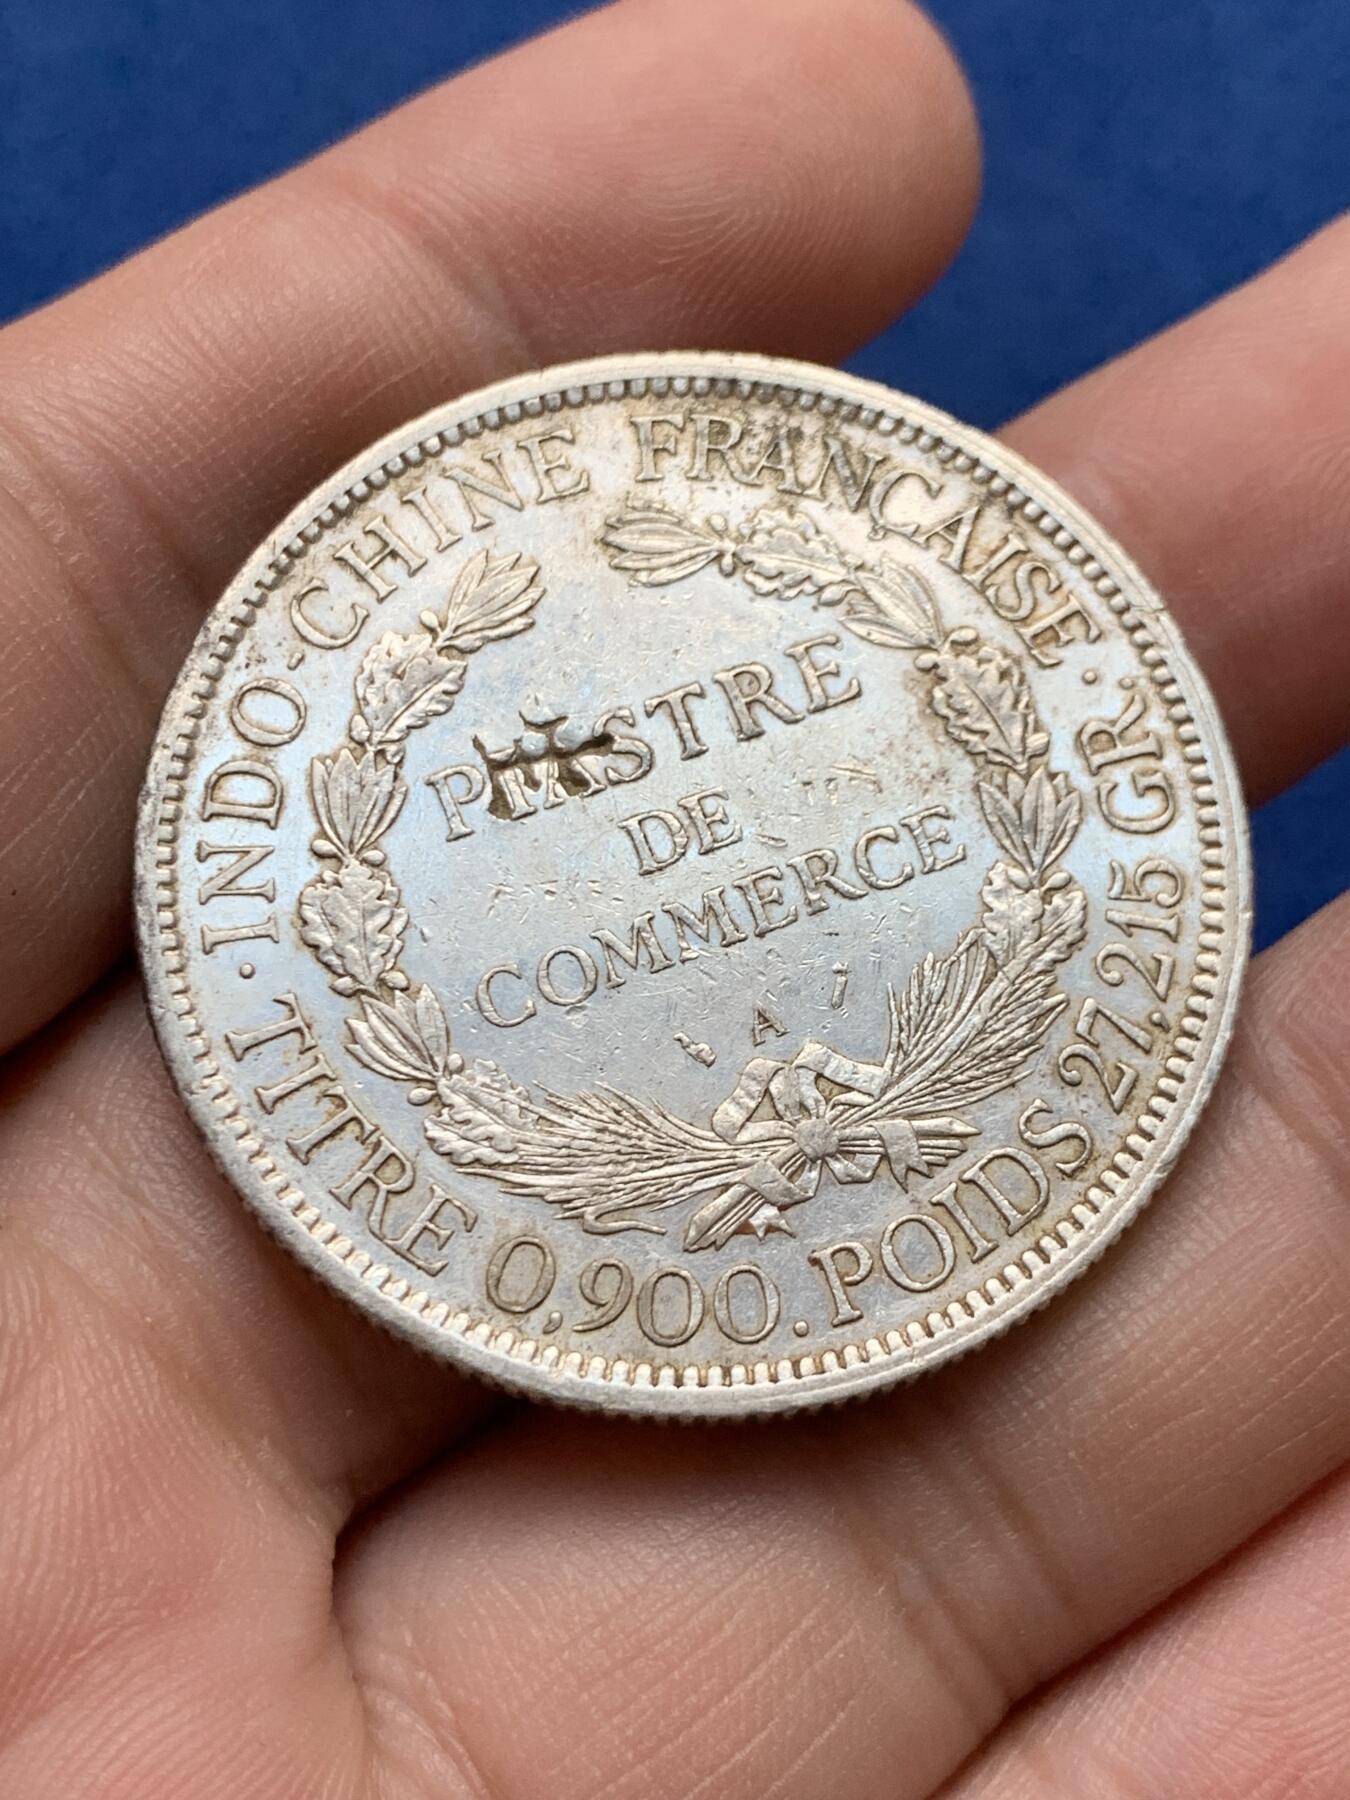 INDO-CHINE FRANÇAISE
PIASTRE
DE
COMMERCE
A
TITRE 0,900. POIDS 27,215 GR.